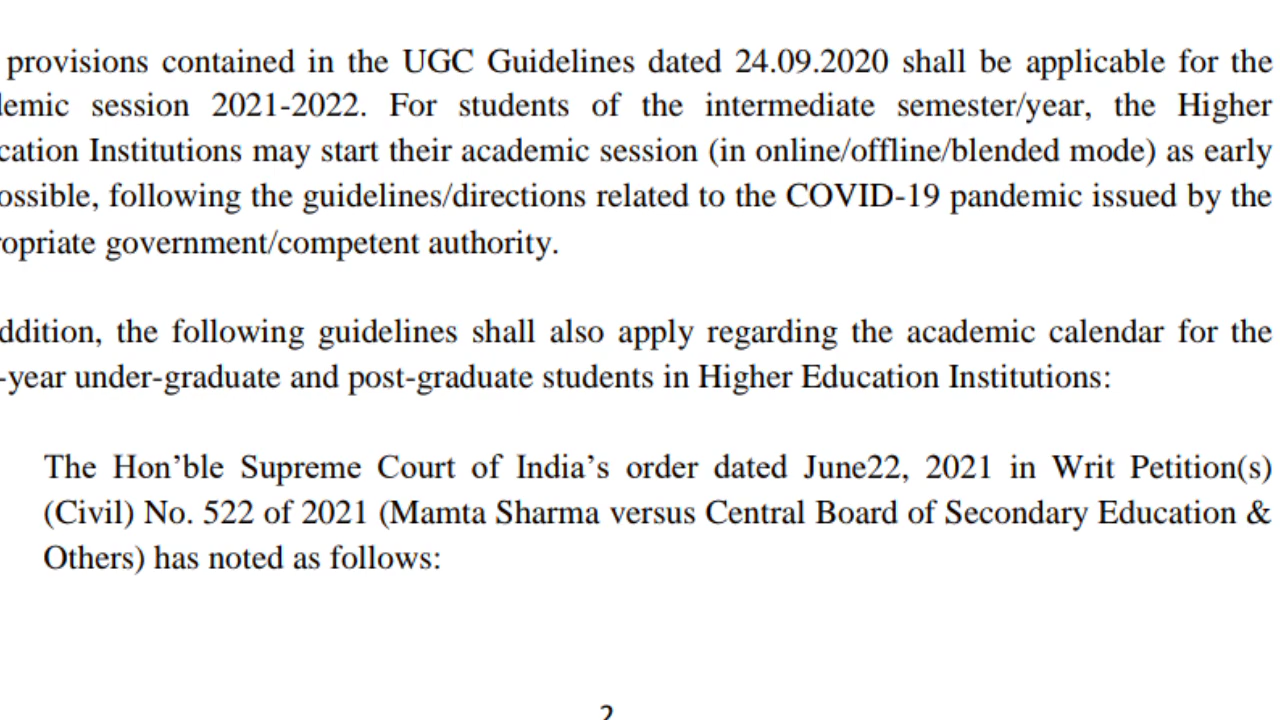 provisions contained in the UGC Guidelines dated 24.09.2020 shall be applicable for the
lemic session 2021-2022. For students of the intermediate semester/year, the Higher
cation Institutions may start their academic session (in online/offline/blended mode) as early
ossible, following the guidelines/directions related to the COVID-19 pandemic issued by the
ropriate government/competent authority.
ddition, the following guidelines shall also apply regarding the academic calendar for the
-year under-graduate and post-graduate students in Higher Education Institutions:
The Hon’ble Supreme Court of India’s order dated June22, 2021 in Writ Petition(s)
(Civil) No. 522 of 2021 (Mamta Sharma versus Central Board of Secondary Education &
Others) has noted as follows:
2